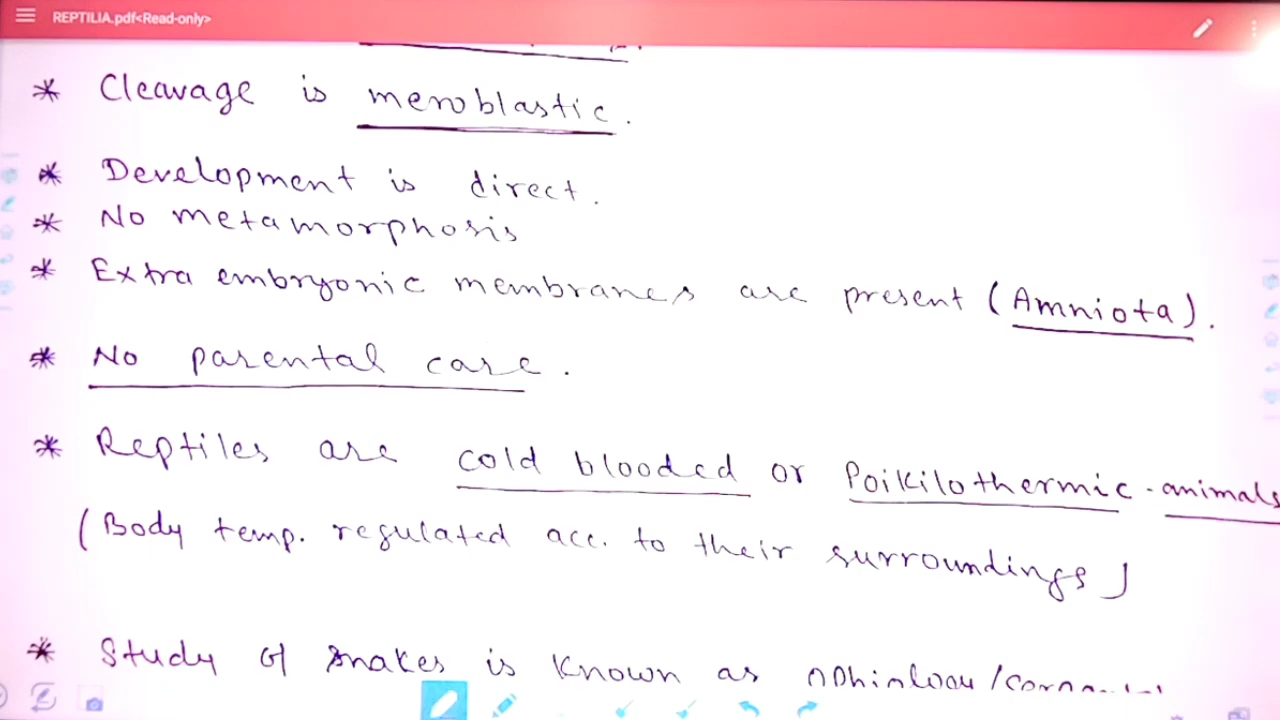 REPTILIA.pdf<Read-only>
* Cleavage is meroblastic.
* Development is direct.
* No metamorphosis
* Extra embryonic membranes are present (Amniota).
* No parental care.
* Reptiles are cold blooded or Poikilothermic animals
(Body temp. regulated acc. to their surroundings)
* Study of snakes is known as